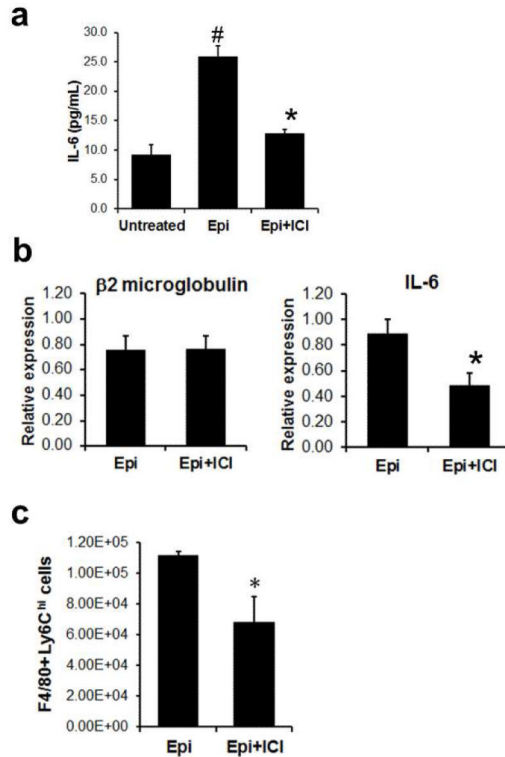 a
30.0
25.0
20.0
15.0
10.0
5.0
0.0
IL-6 (pg/mL)
#
*
Untreated Epi Epi+ICI
b
β2 microglobulin
1.20
1.00
0.80
0.60
0.40
0.20
0.00
Relative expression
Epi Epi+ICI
IL-6
1.20
1.00
0.80
0.60
0.40
0.20
0.00
Relative expression
*
Epi Epi+ICI
c
1.20E+05
1.00E+05
8.00E+04
6.00E+04
4.00E+04
2.00E+04
0.00E+00
F4/80+ Ly6Cʰⁱ cells
*
Epi Epi+ICI